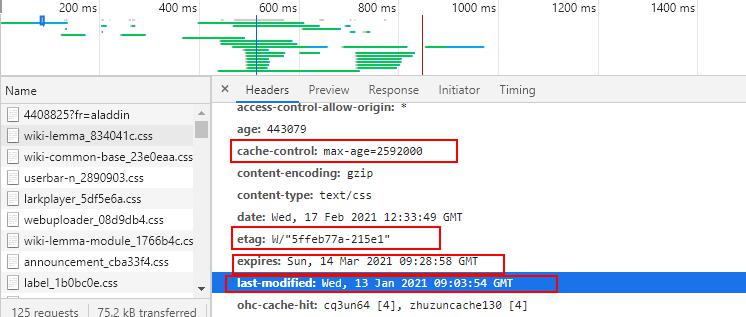 200 ms 400 ms 600 ms 800 ms 1000 ms 1200 ms 1400 ms
Name
4408825?fr=aladdin
wiki-lemma_834041c.css
wiki-common-base_23e0eaa.css
userbar-n_2890903.css
larkplayer_5df5e6a.css
webuploader_08d9db4.css
wiki-lemma-module_1766b4c.css
announcement_cba33f4.css
label_1b0bc0e.css
125 requests 75.2 kB transferred
× Headers Preview Response Initiator Timing
access-control-allow-origin: *
age: 443079
cache-control: max-age=2592000
content-encoding: gzip
content-type: text/css
date: Wed, 17 Feb 2021 12:33:49 GMT
etag: W/"5ffeb77a-215e1"
expires: Sun, 14 Mar 2021 09:28:58 GMT
last-modified: Wed, 13 Jan 2021 09:03:54 GMT
ohc-cache-hit: cq3un64 [4], zhuzuncache130 [4]